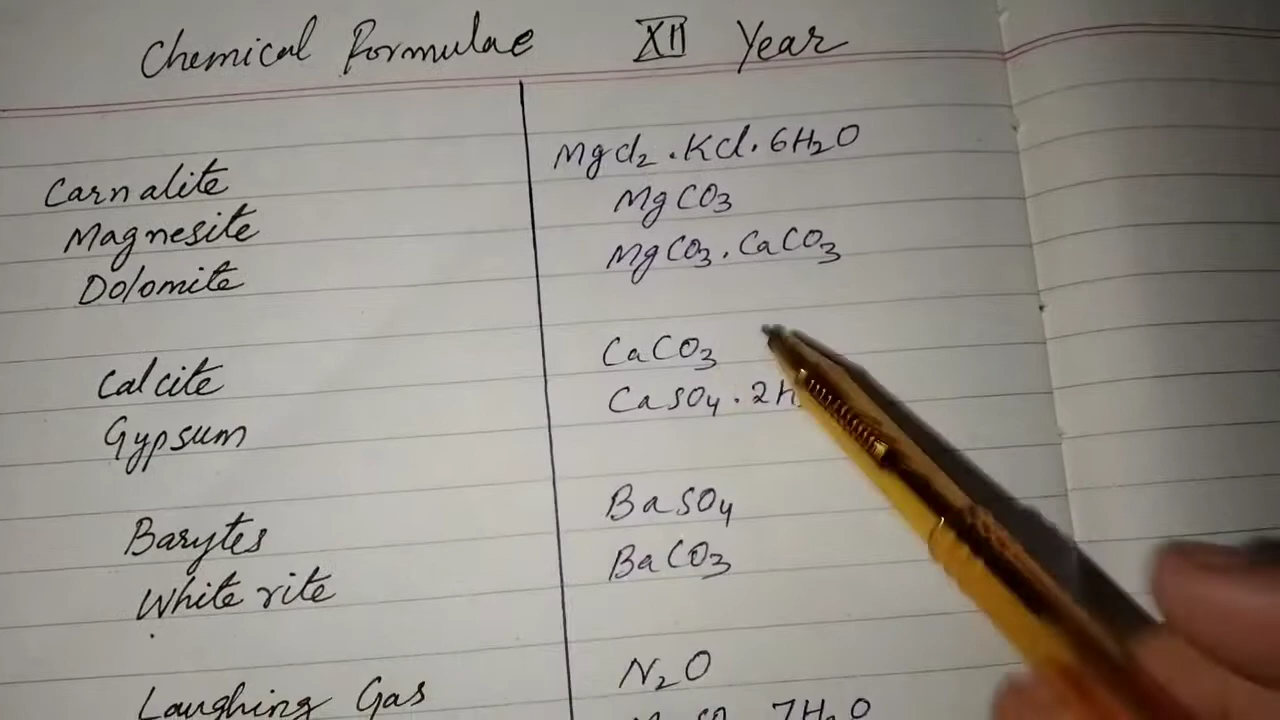 Chemical Formulae XII Year
Carnalite MgCl₂.KCl.6H₂O
Magnesite MgCO₃
Dolomite MgCO₃.CaCO₃
Calcite CaCO₃
Gypsum CaSO₄.2H
Barytes BaSO₄
White rite BaCO₃
Laughing Gas N₂O
7H₂O